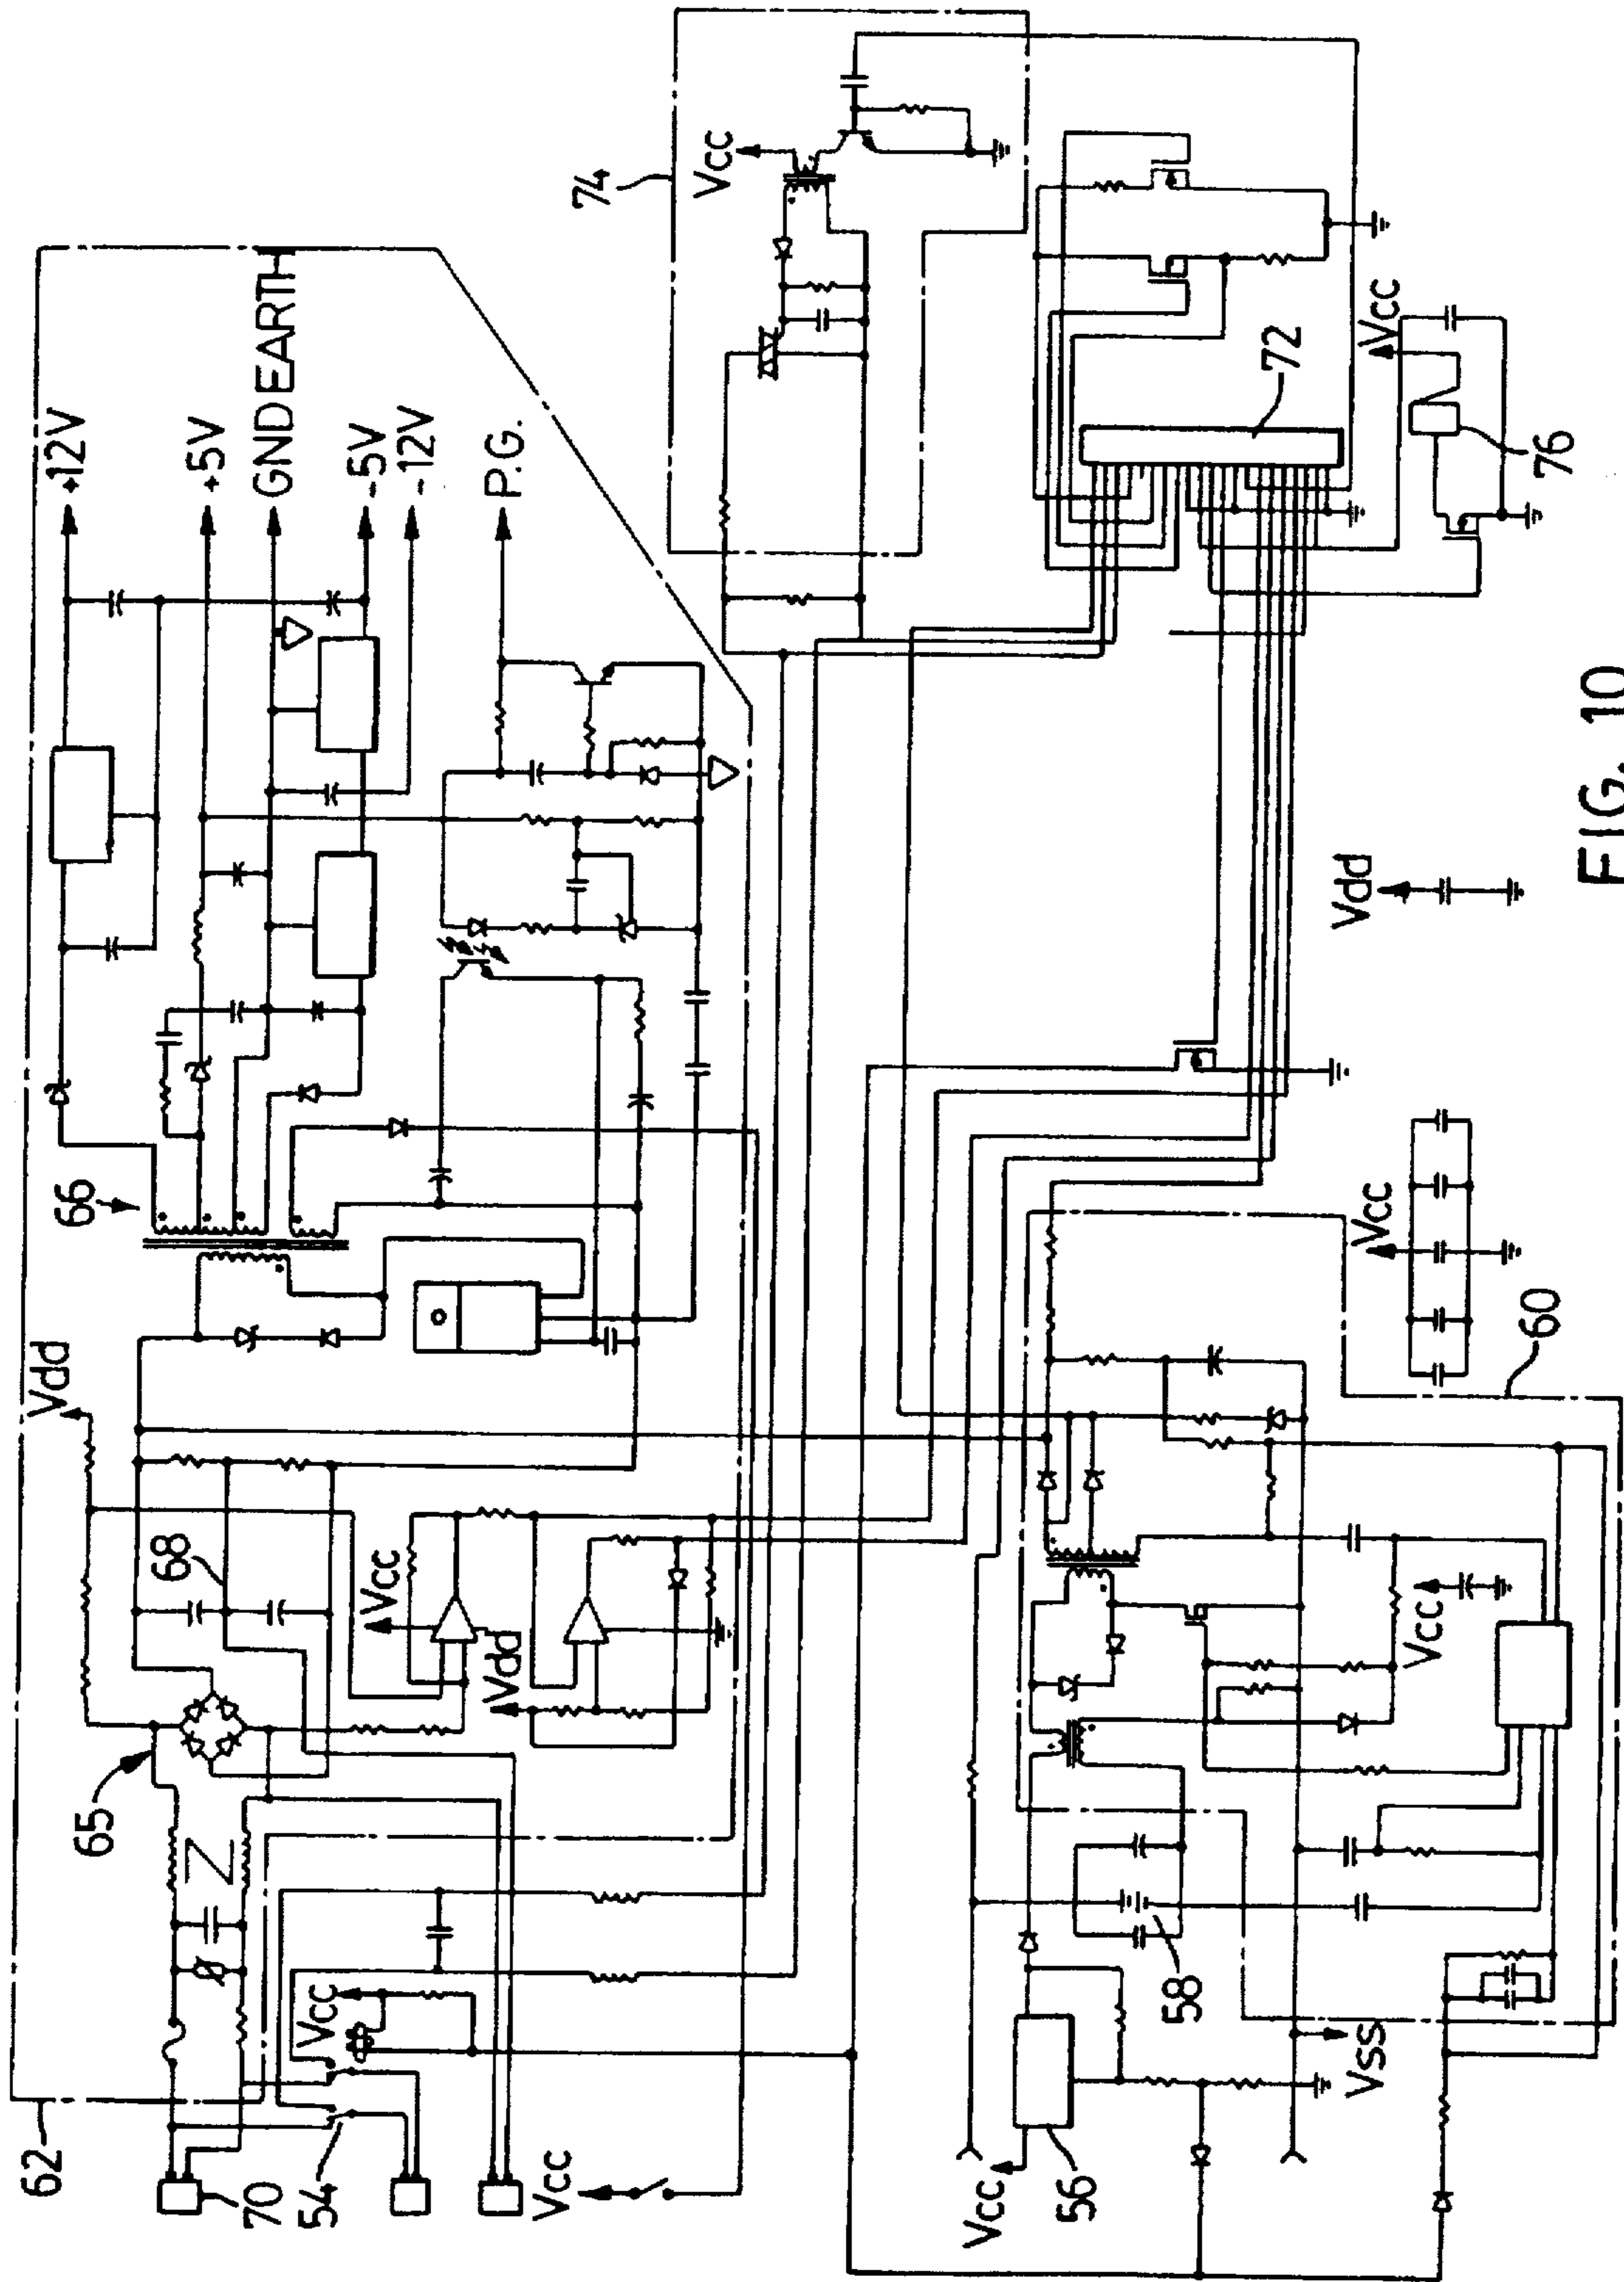 +12V
+5V
GND EARTH
-5V
-12V
P.G.
66
Vdd
68
65
Z
Vcc
Vdd
62
70
54
Vcc
Vcc
74
Vcc
72
Vcc
76
Vdd
Vcc
60
Vcc
58
Vcc
56
Vss
FIG. 10